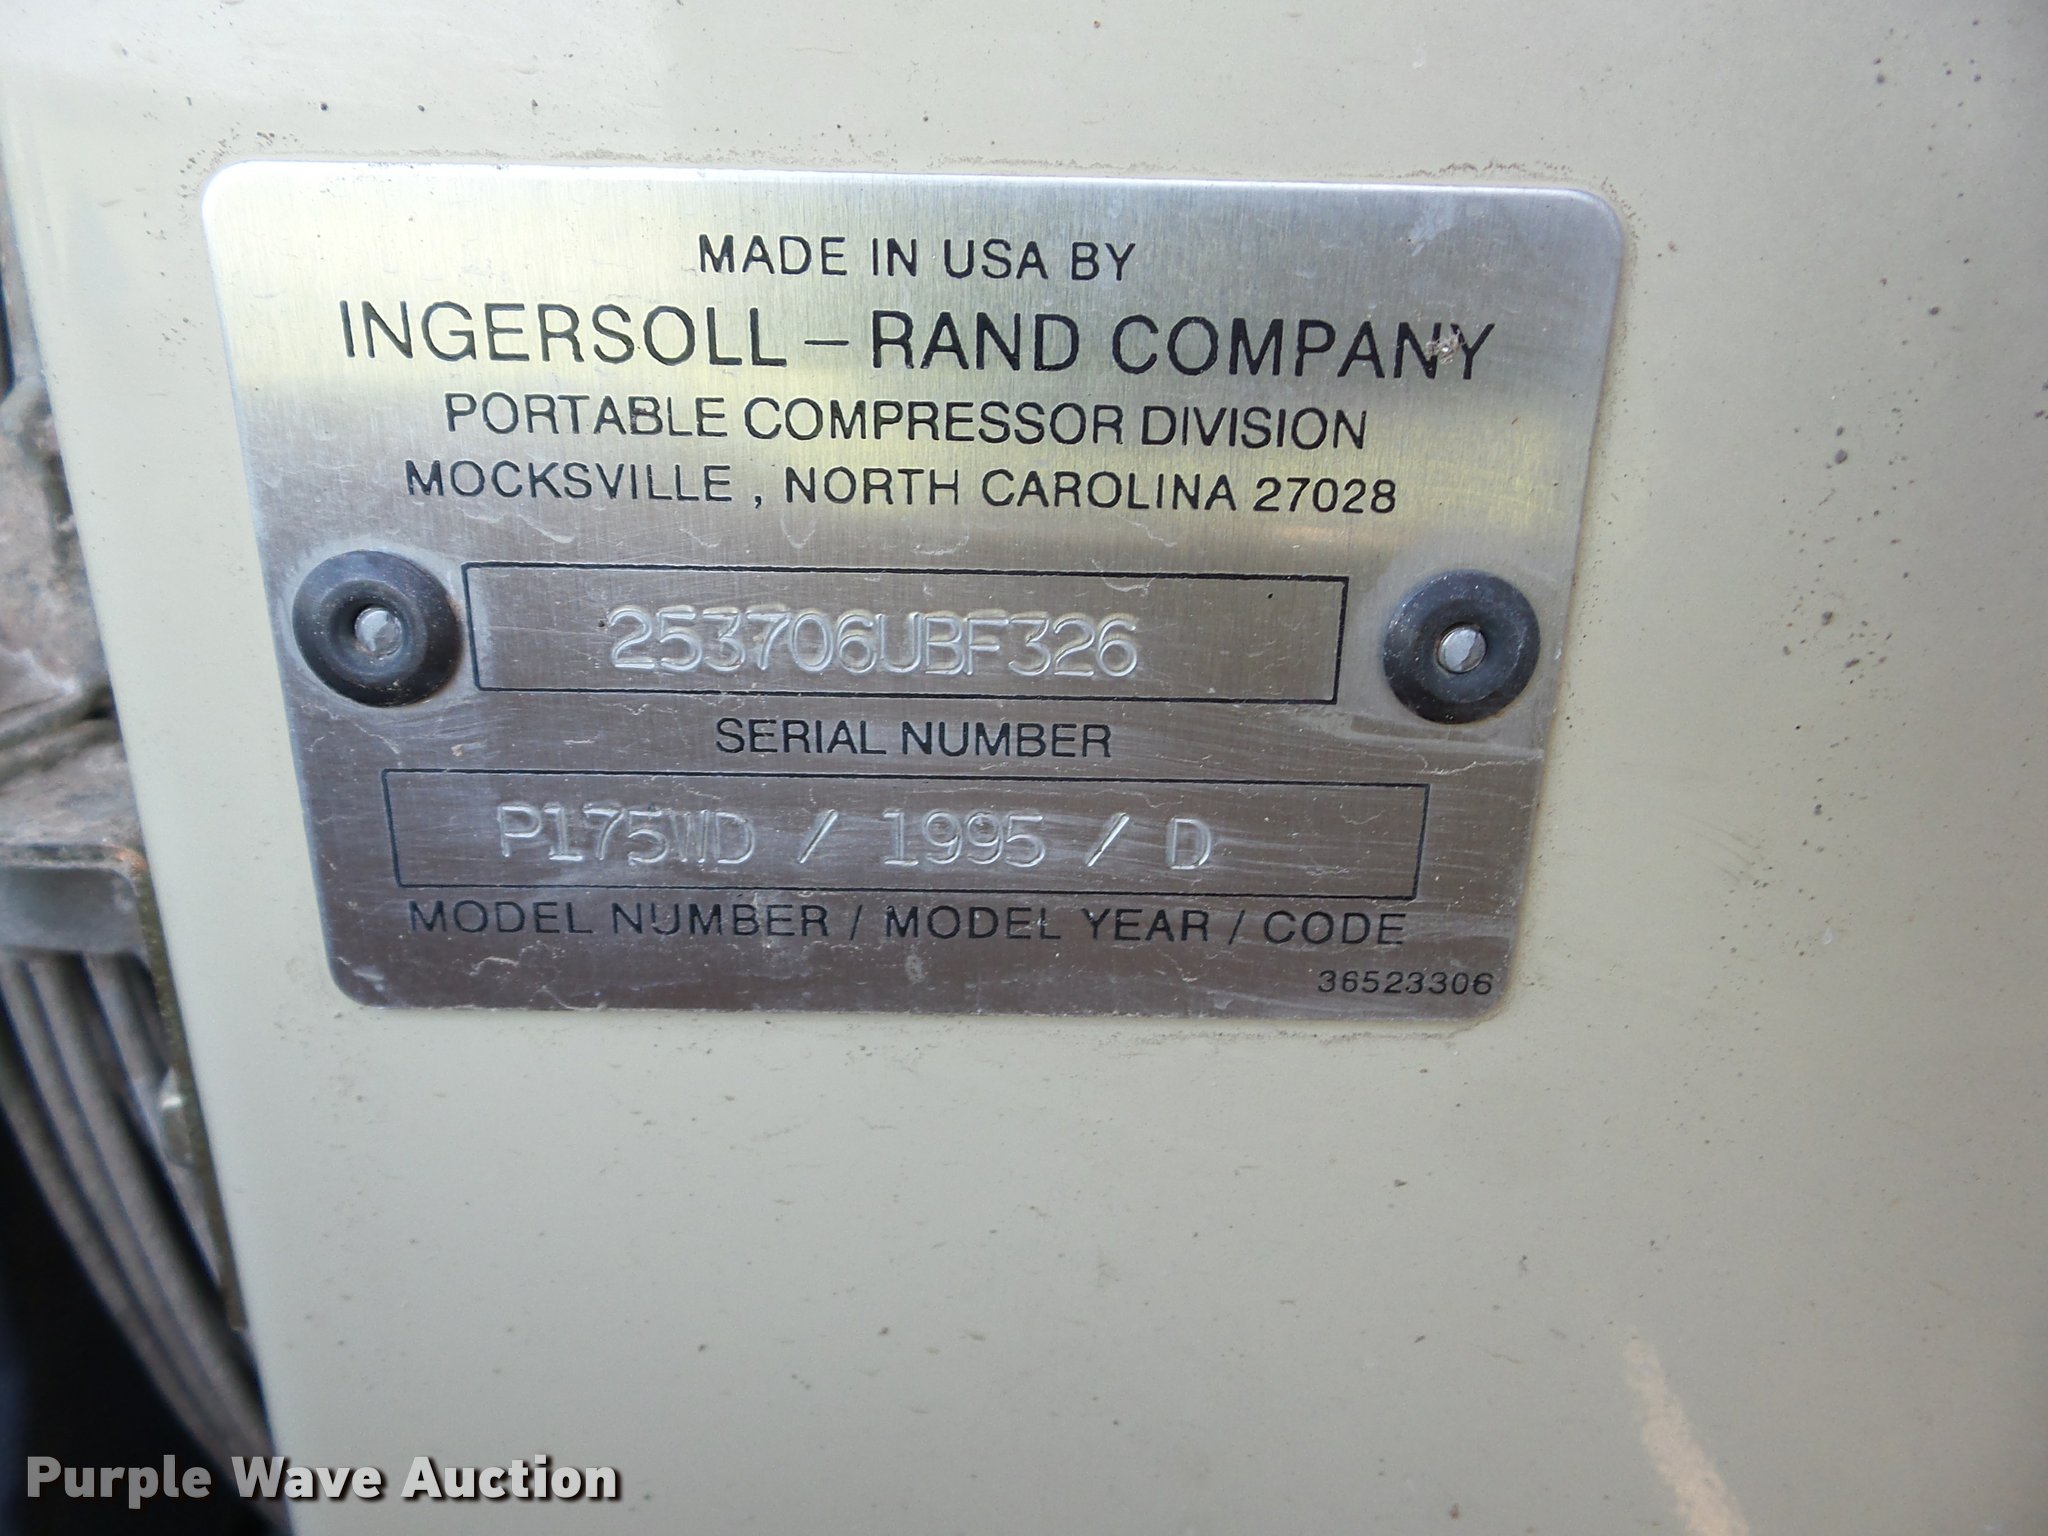 MADE IN USA BY
INGERSOLL – RAND COMPANY
PORTABLE COMPRESSOR DIVISION
MOCKSVILLE , NORTH CAROLINA 27028
253706UBF326
SERIAL NUMBER
P175WD / 1995 / D
MODEL NUMBER / MODEL YEAR / CODE
36523306
Purple Wave Auction